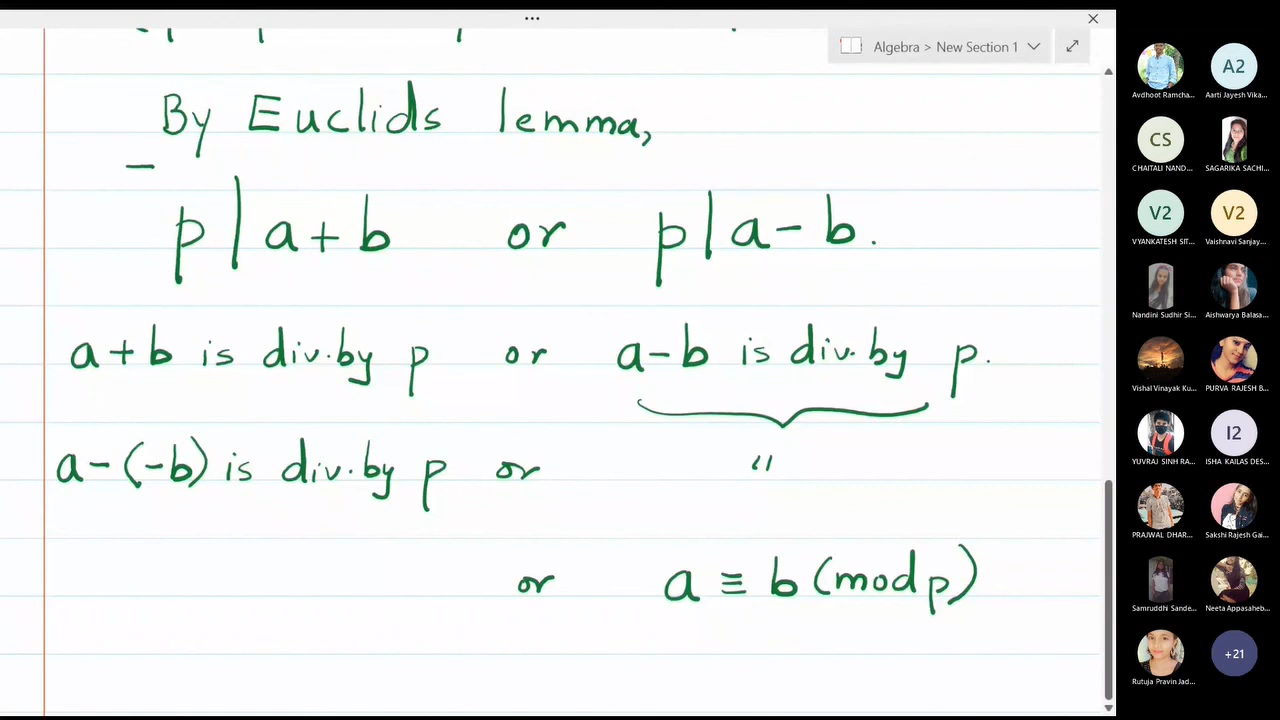 ...
Algebra > New Section 1
By Euclids lemma,
p | a + b or p | a - b.
a + b is div. by p or a - b is div. by p.
a - (-b) is div. by p or "
or a ≡ b (mod p)
Avdhoot Ramcha...
A2
Aarti Jayesh Vika...
CS
CHAITALI NAND...
SAGARIKA SACHI...
V2
VYANKATESH SIT...
V2
Vaishnavi Sanjay...
Nandini Sudhir Si...
Aishwarya Balasa...
Vishal Vinayak Ku...
PURVA RAJESH B...
YUVRAJ SINH RA...
I2
ISHA KAILAS DES...
PRAJWAL DHAR...
Sakshi Rajesh Gai...
Samruddhi Sande...
Neeta Appasaheb...
Rutuja Pravin Jad...
+21